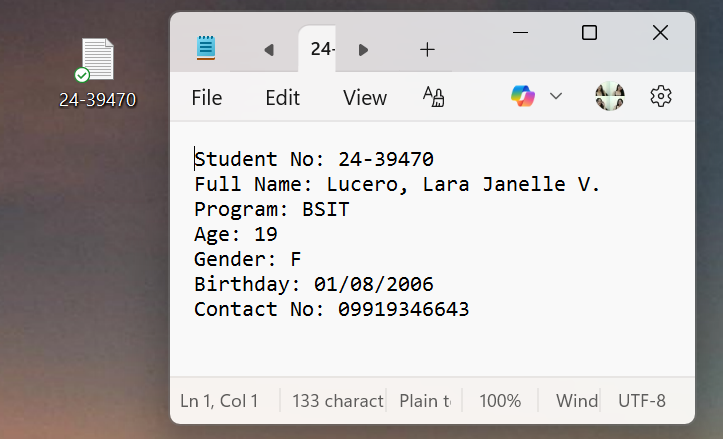 24-39470
24-
File Edit View
Student No: 24-39470
Full Name: Lucero, Lara Janelle V.
Program: BSIT
Age: 19
Gender: F
Birthday: 01/08/2006
Contact No: 09919346643
Ln 1, Col 1 133 charact Plain t 100% Wind UTF-8